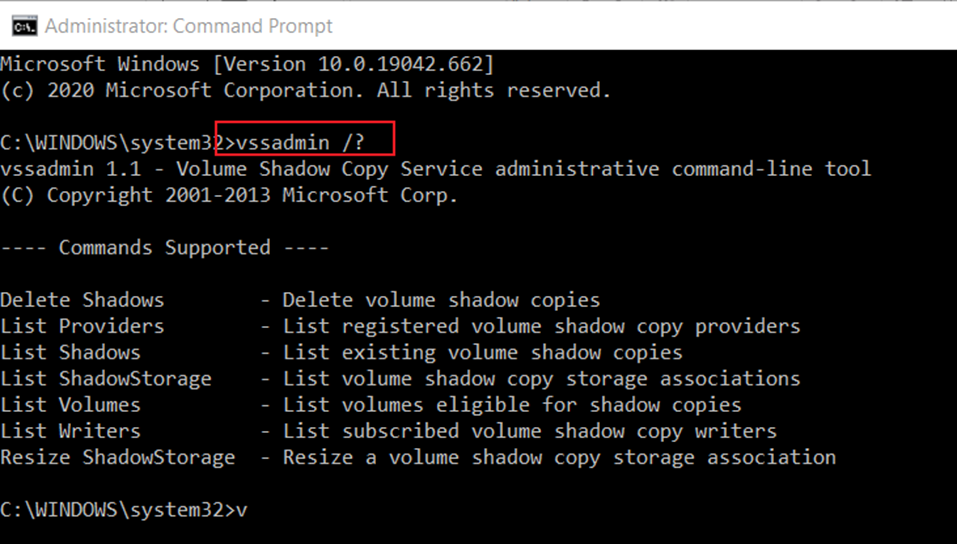 Administrator: Command Prompt
Microsoft Windows [Version 10.0.19042.662]
(c) 2020 Microsoft Corporation. All rights reserved.
C:\WINDOWS\system32>vssadmin /?
vssadmin 1.1 - Volume Shadow Copy Service administrative command-line tool
(C) Copyright 2001-2013 Microsoft Corp.
---- Commands Supported ----
Delete Shadows - Delete volume shadow copies
List Providers - List registered volume shadow copy providers
List Shadows - List existing volume shadow copies
List ShadowStorage - List volume shadow copy storage associations
List Volumes - List volumes eligible for shadow copies
List Writers - List subscribed volume shadow copy writers
Resize ShadowStorage - Resize a volume shadow copy storage association
C:\WINDOWS\system32>v